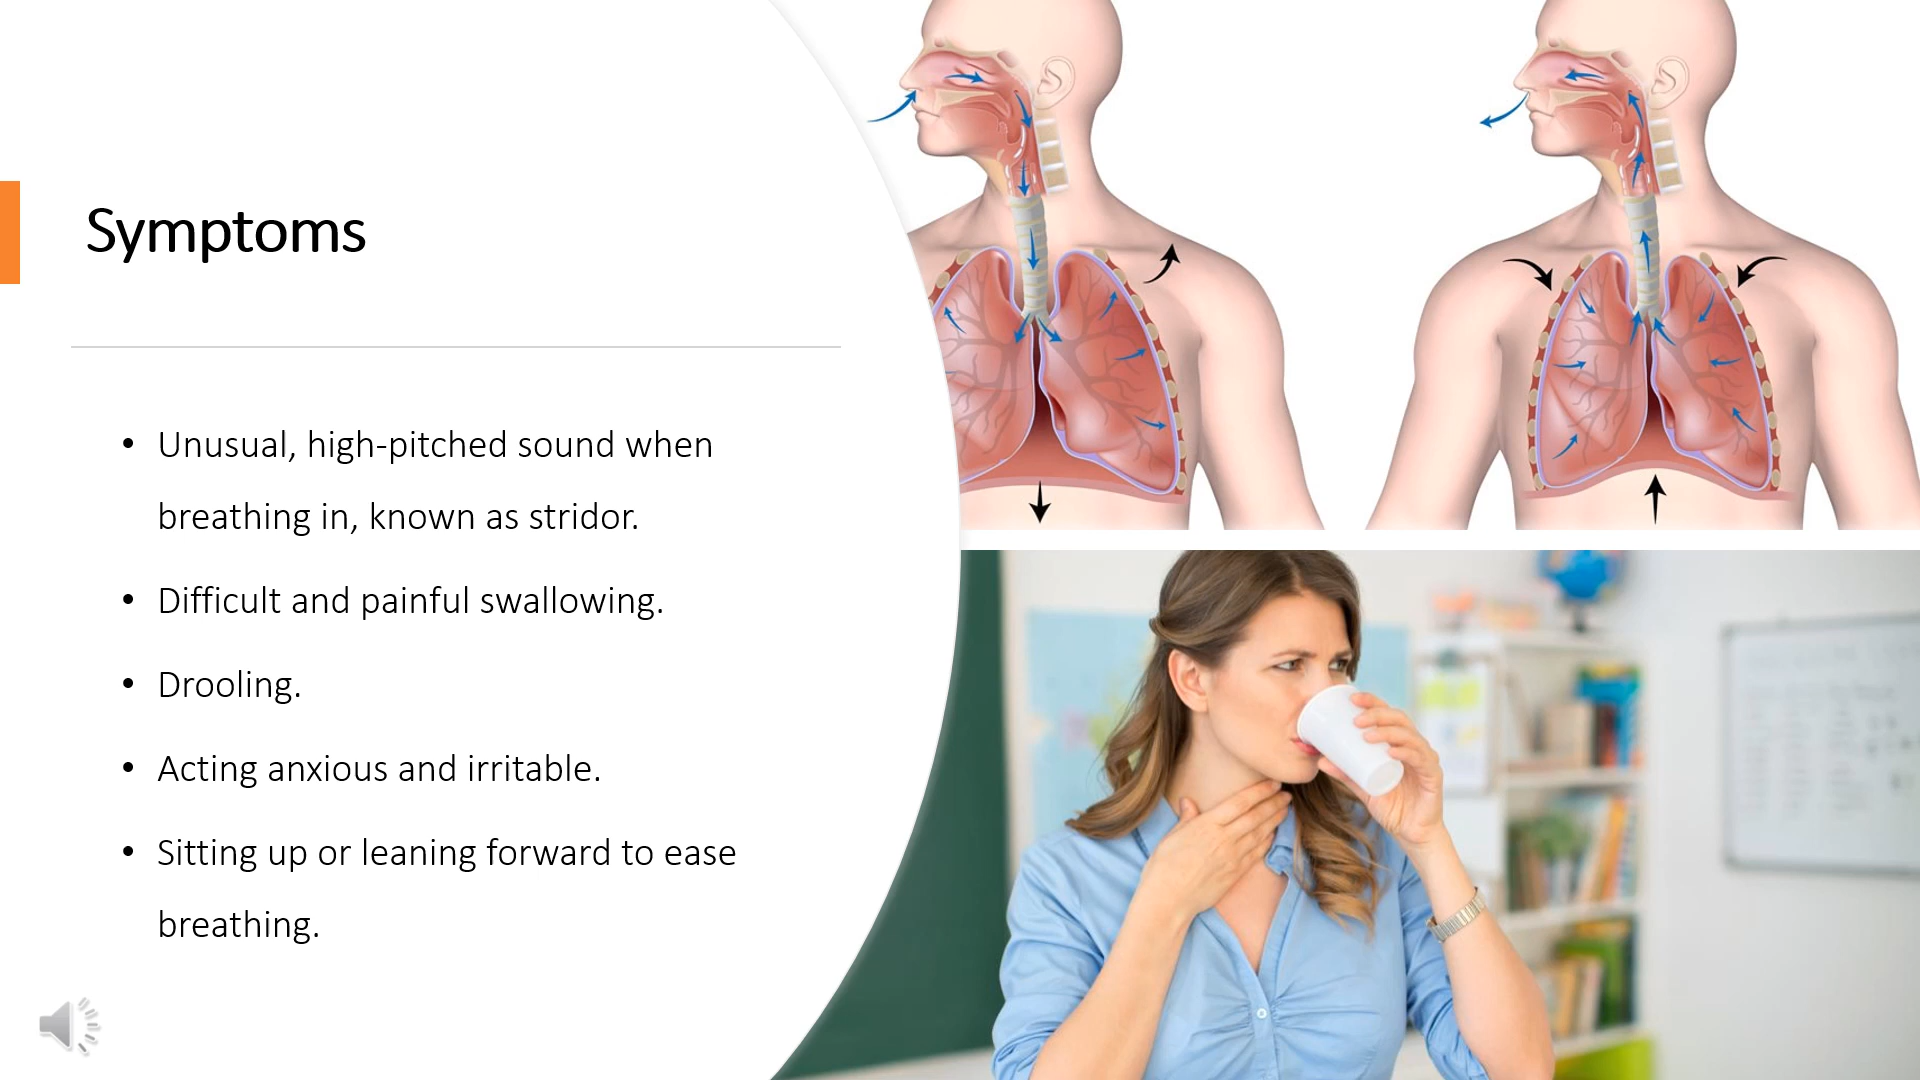 Symptoms
• Unusual, high-pitched sound when
breathing in, known as stridor.
• Difficult and painful swallowing.
• Drooling.
• Acting anxious and irritable.
• Sitting up or leaning forward to ease
breathing.